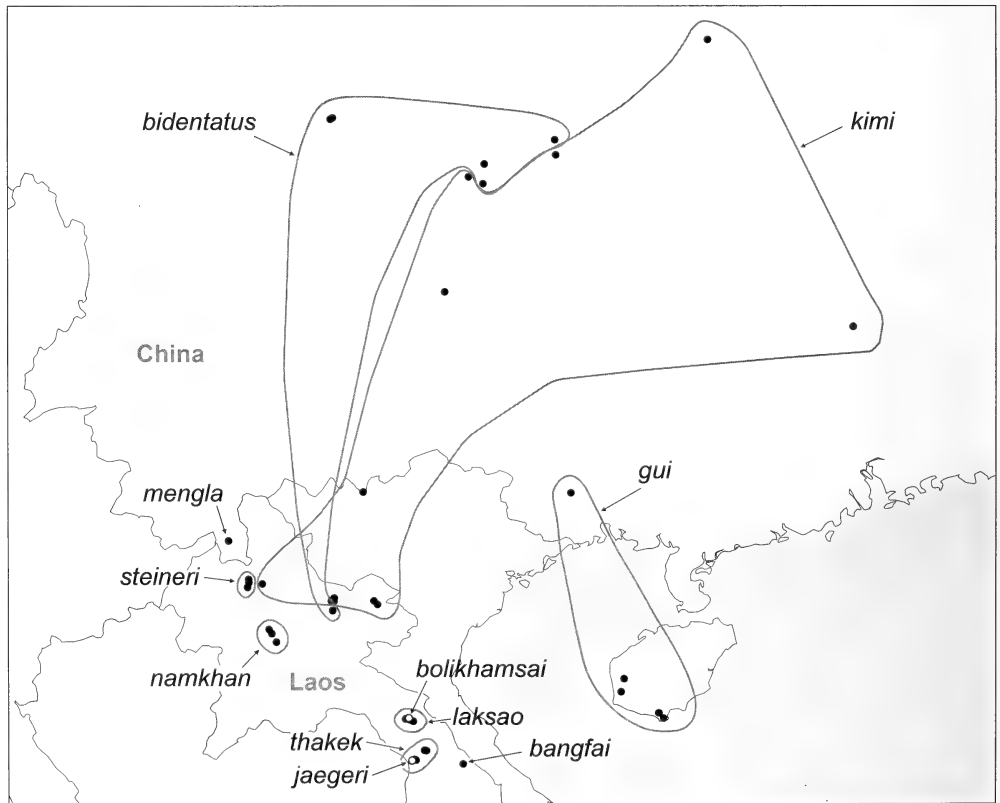 bidentatus
kimi
China
gui
mengla
steineri
namkhan
Laos
bolikhamsai
laksao
thakek
bangfai
jaegeri